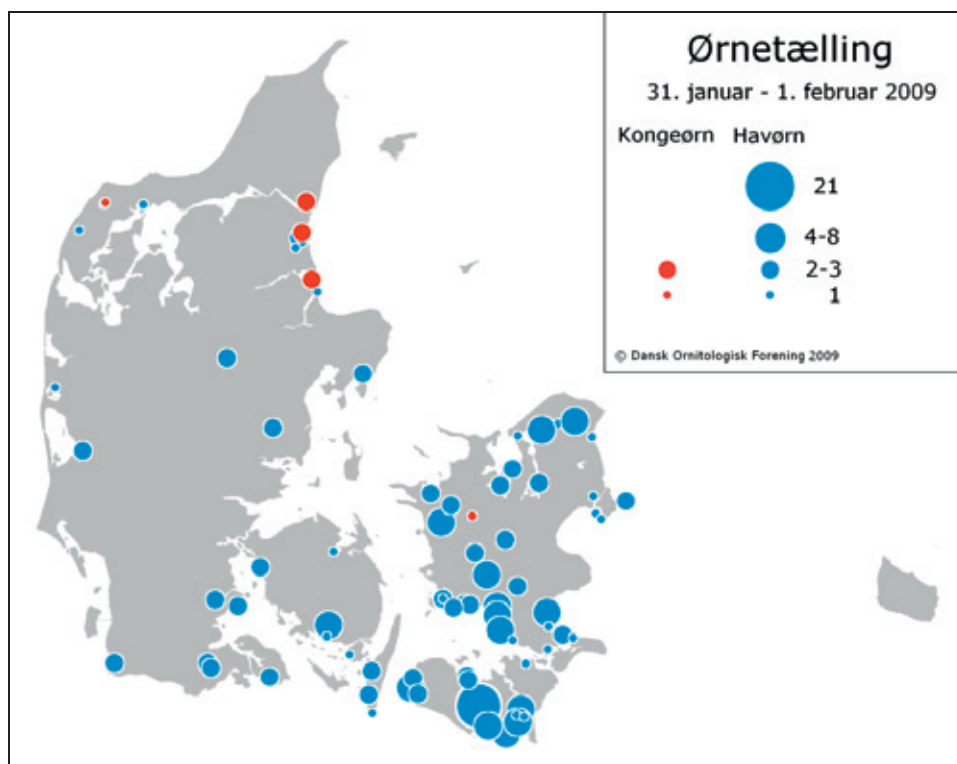 Ørnetælling
31. januar - 1. februar 2009
Kongeørn Havørn
21
4-8
2-3
1
© Dansk Ornitologisk Forening 2009